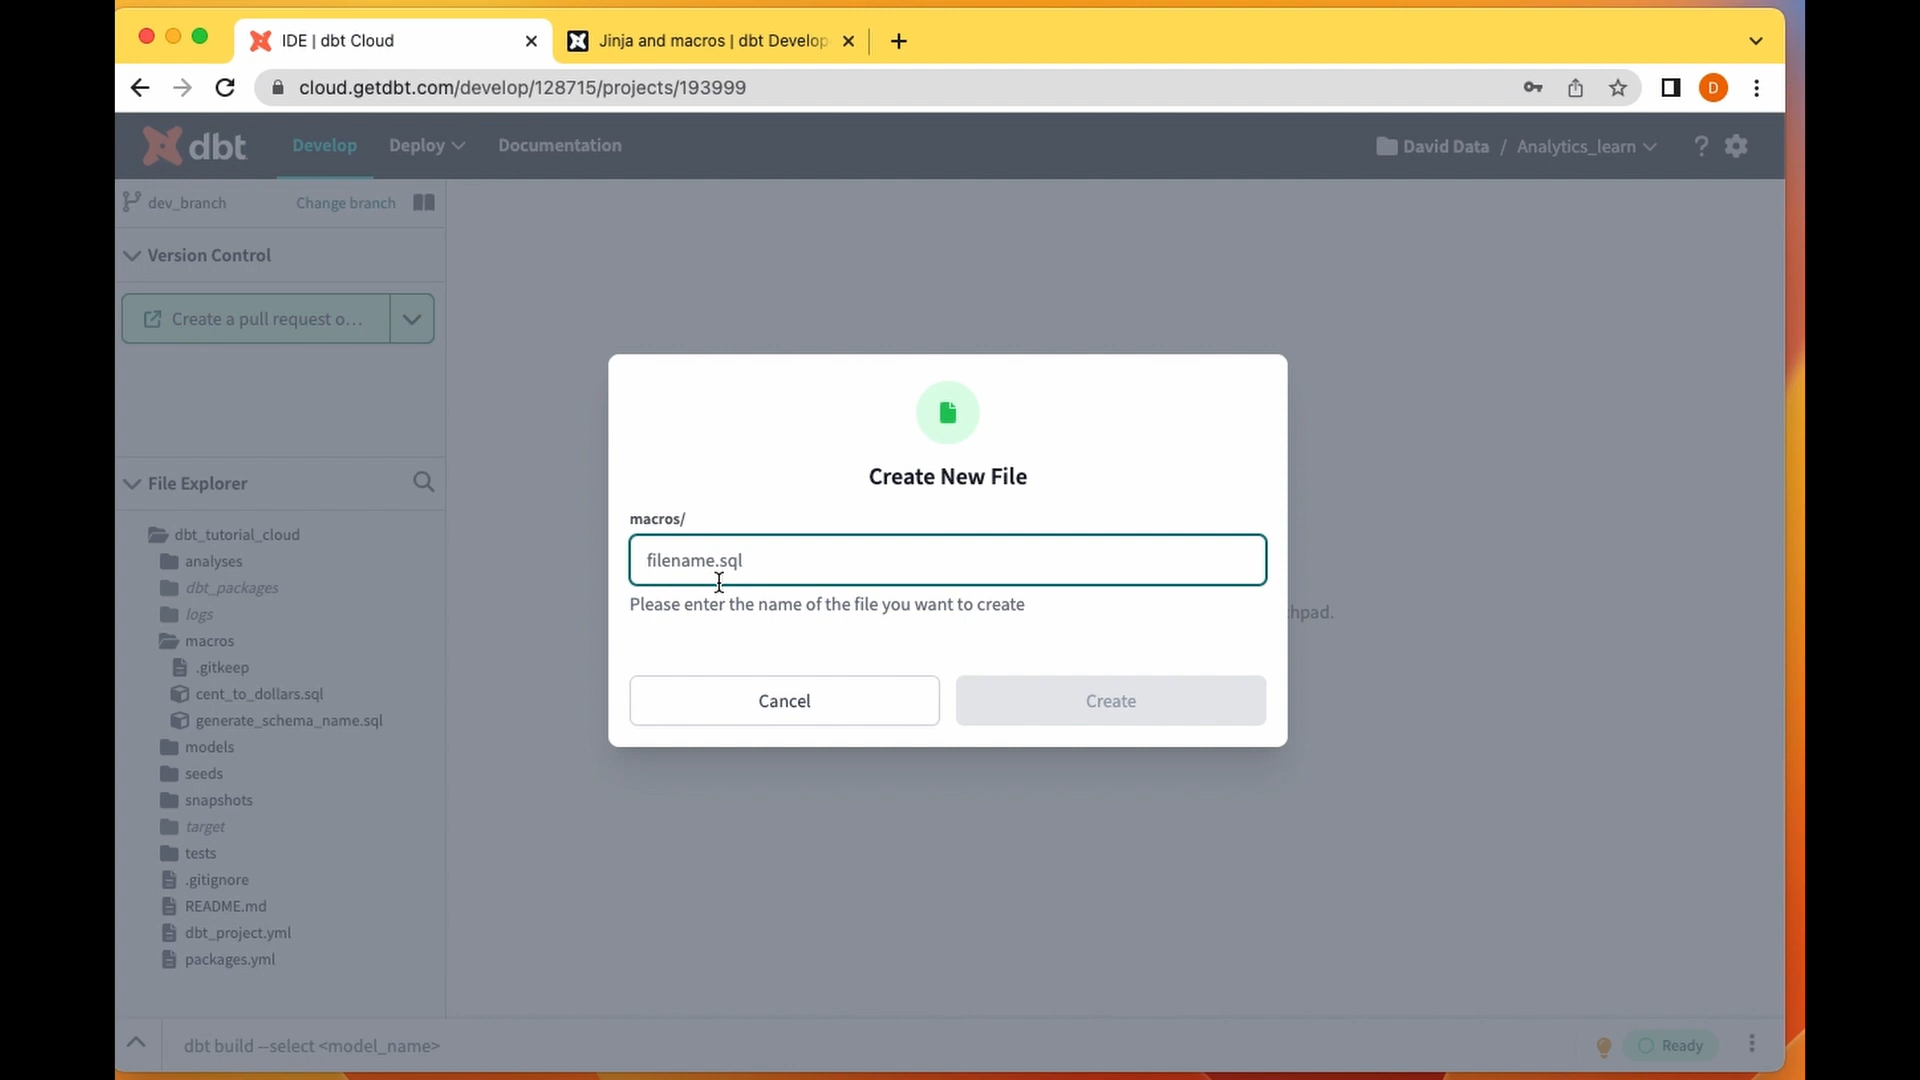 IDE | dbt Cloud
Jinja and macros | dbt Develop
cloud.getdbt.com/develop/128715/projects/193999
D
dbt
Develop
Deploy
Documentation
David Data / Analytics_learn
?
dev_branch
Change branch
Version Control
Create a pull request o...
File Explorer
dbt_tutorial_cloud
analyses
dbt_packages
logs
macros
.gitkeep
cent_to_dollars.sql
generate_schema_name.sql
models
seeds
snapshots
target
tests
.gitignore
README.md
dbt_project.yml
packages.yml
Create New File
macros/
filename.sql
Please enter the name of the file you want to create
Cancel
Create
dbt build --select <model_name>
Ready